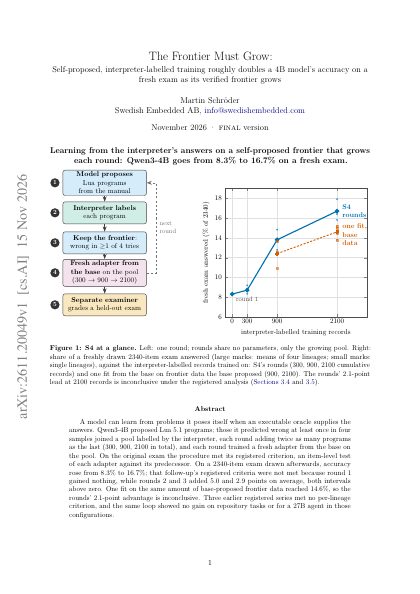 The Frontier Must Grow:
Self-proposed, interpreter-labelled training roughly doubles a 4B model's accuracy on a
fresh exam as its verified frontier grows
Martin Schröder
Swedish Embedded AB, info@swedishembedded.com
November 2026 · FINAL version
Learning from the interpreter's answers on a self-proposed frontier that grows
each round: Qwen3-4B goes from 8.3% to 16.7% on a fresh exam.
1
Model proposes
Lua programs
from the manual
2
Interpreter labels
each program
3
Keep the frontier:
wrong in ≥1 of 4 tries
4
Fresh adapter from
the base on the pool
(300 → 900 → 2100)
5
Separate examiner
grades a held-out exam
next
round
fresh exam answered (% of 2340)
18
16
14
12
10
8
6
S4
rounds
one fit,
base
data
round 1
0 300 900 2100
interpreter-labelled training records
Figure 1: S4 at a glance. Left: one round; rounds share no parameters, only the growing pool. Right:
share of a freshly drawn 2340-item exam answered (large marks: means of four lineages; small marks:
single lineages), against the interpreter-labelled records trained on: S4's rounds (300, 900, 2100 cumulative
records) and one fit from the base on frontier data the base proposed (900, 2100). The rounds' 2.1-point
lead at 2100 records is inconclusive under the registered analysis (Sections 3.4 and 3.5).
Abstract
A model can learn from problems it poses itself when an executable oracle supplies the
answers. Qwen3-4B proposed Lua 5.1 programs; those it predicted wrong at least once in four
samples joined a pool labelled by the interpreter, each round adding twice as many programs
as the last (300, 900, 2100 in total), and each round trained a fresh adapter from the base on
the pool. On the original exam the procedure met its registered criterion, an item-level test
of each adapter against its predecessor. On a 2340-item exam drawn afterwards, accuracy
rose from 8.3% to 16.7%; that follow-up's registered criteria were not met because round 1
gained nothing, while rounds 2 and 3 added 5.0 and 2.9 points on average, both intervals
above zero. One fit on the same amount of base-proposed frontier data reached 14.6%, so the
rounds' 2.1-point advantage is inconclusive. Three earlier registered series met no per-lineage
criterion, and the same loop showed no gain on repository tasks or for a 27B agent in those
configurations.
1
arXiv:2611.20049v1 [cs.AI] 15 Nov 2026